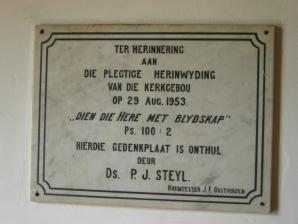 TER HERINNERING
AAN
DIE PLEGTIGE HERINWYDING
VAN DIE KERKGEBOU
OP 29 AUG. 1953.
„DIEN DIE HERE MET BLYDSKAP"
Ps. 100 : 2
HIERDIE GEDENKPLAAT IS ONTHUL
DEUR
Ds. P. J. STEYL.
BOUMEESTER J. F. OOSTHUIZEN